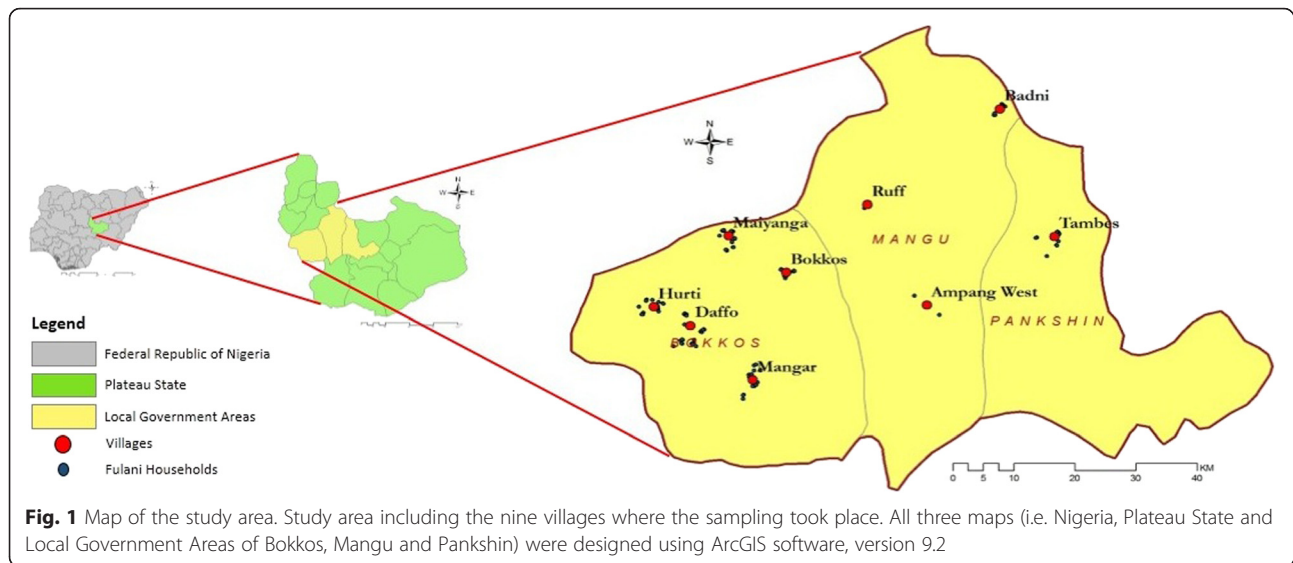 N
W E
S
Badni
Ruff
Maiyanga
MANGU
Tambes
Bokkos
Hurti
Ampang West
Daffo
PANKSHIN
BOKKOS
Mangar
Legend
Federal Republic of Nigeria
Plateau State
Local Government Areas
Villages
Fulani Households
0 5 10 20 30 40 KM
Fig. 1 Map of the study area. Study area including the nine villages where the sampling took place. All three maps (i.e. Nigeria, Plateau State and
Local Government Areas of Bokkos, Mangu and Pankshin) were designed using ArcGIS software, version 9.2